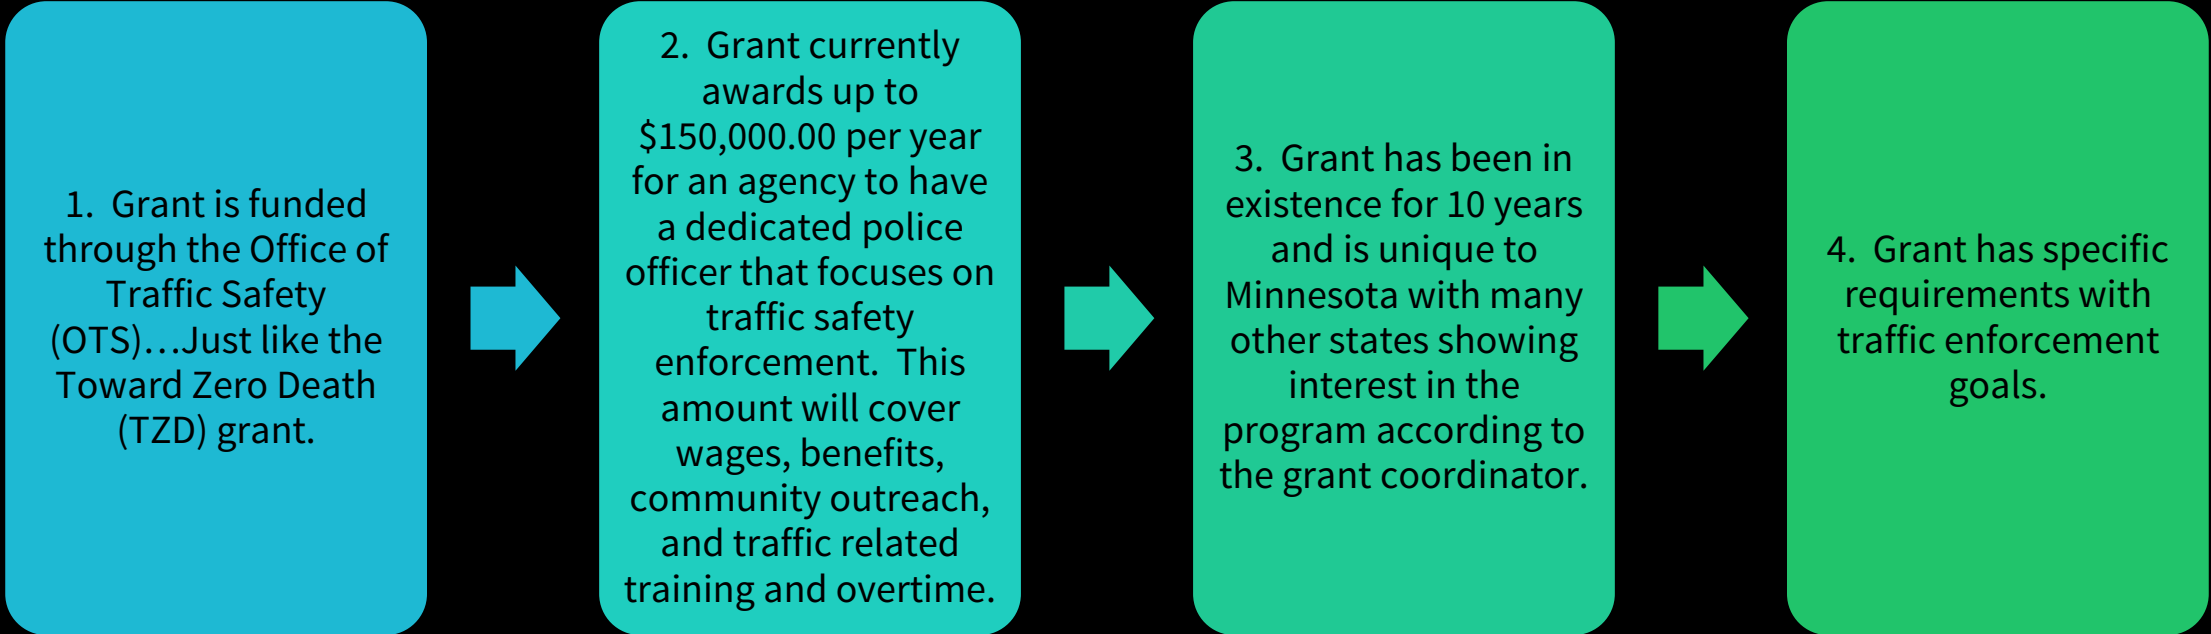 1.  Grant is funded
through the Office of
Traffic Safety
(OTS)…Just like the
Toward Zero Death
(TZD) grant.
2.  Grant currently
awards up to
$150,000.00 per year
for an agency to have
a dedicated police
officer that focuses on
traffic safety
enforcement.  This
amount will cover
wages, benefits,
community outreach,
and traffic related
training and overtime.
3.  Grant has been in
existence for 10 years
and is unique to
Minnesota with many
other states showing
interest in the
program according to
the grant coordinator.
4.  Grant has specific
requirements with
traffic enforcement
goals.